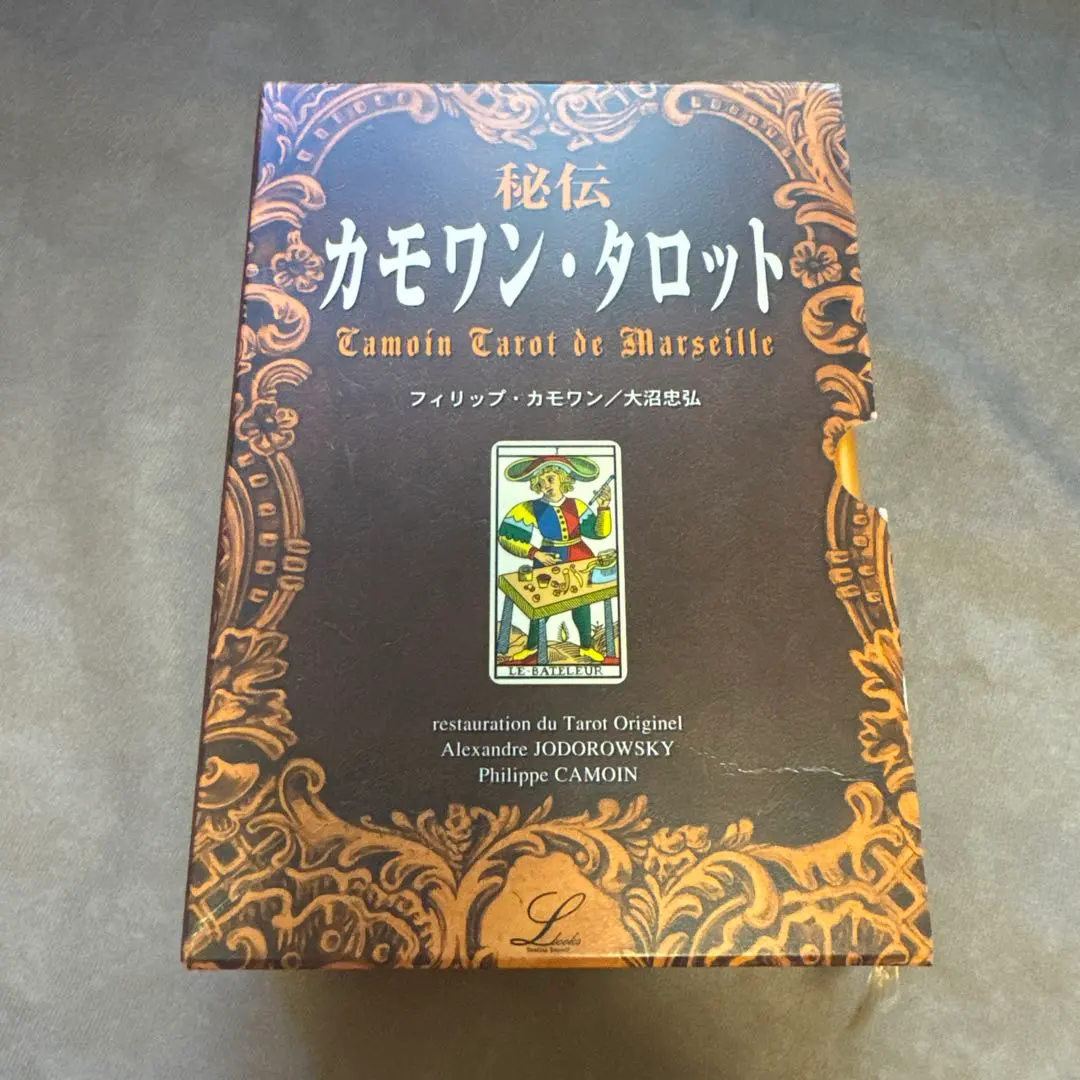 秘伝
カモワン・タロット
Camoin Tarot de Marseille
フィリップ・カモワン／大沼忠弘
I
LE·BATELEUR
restauration du Tarot Originel
Alexandre JODOROWSKY
Philippe CAMOIN
L books